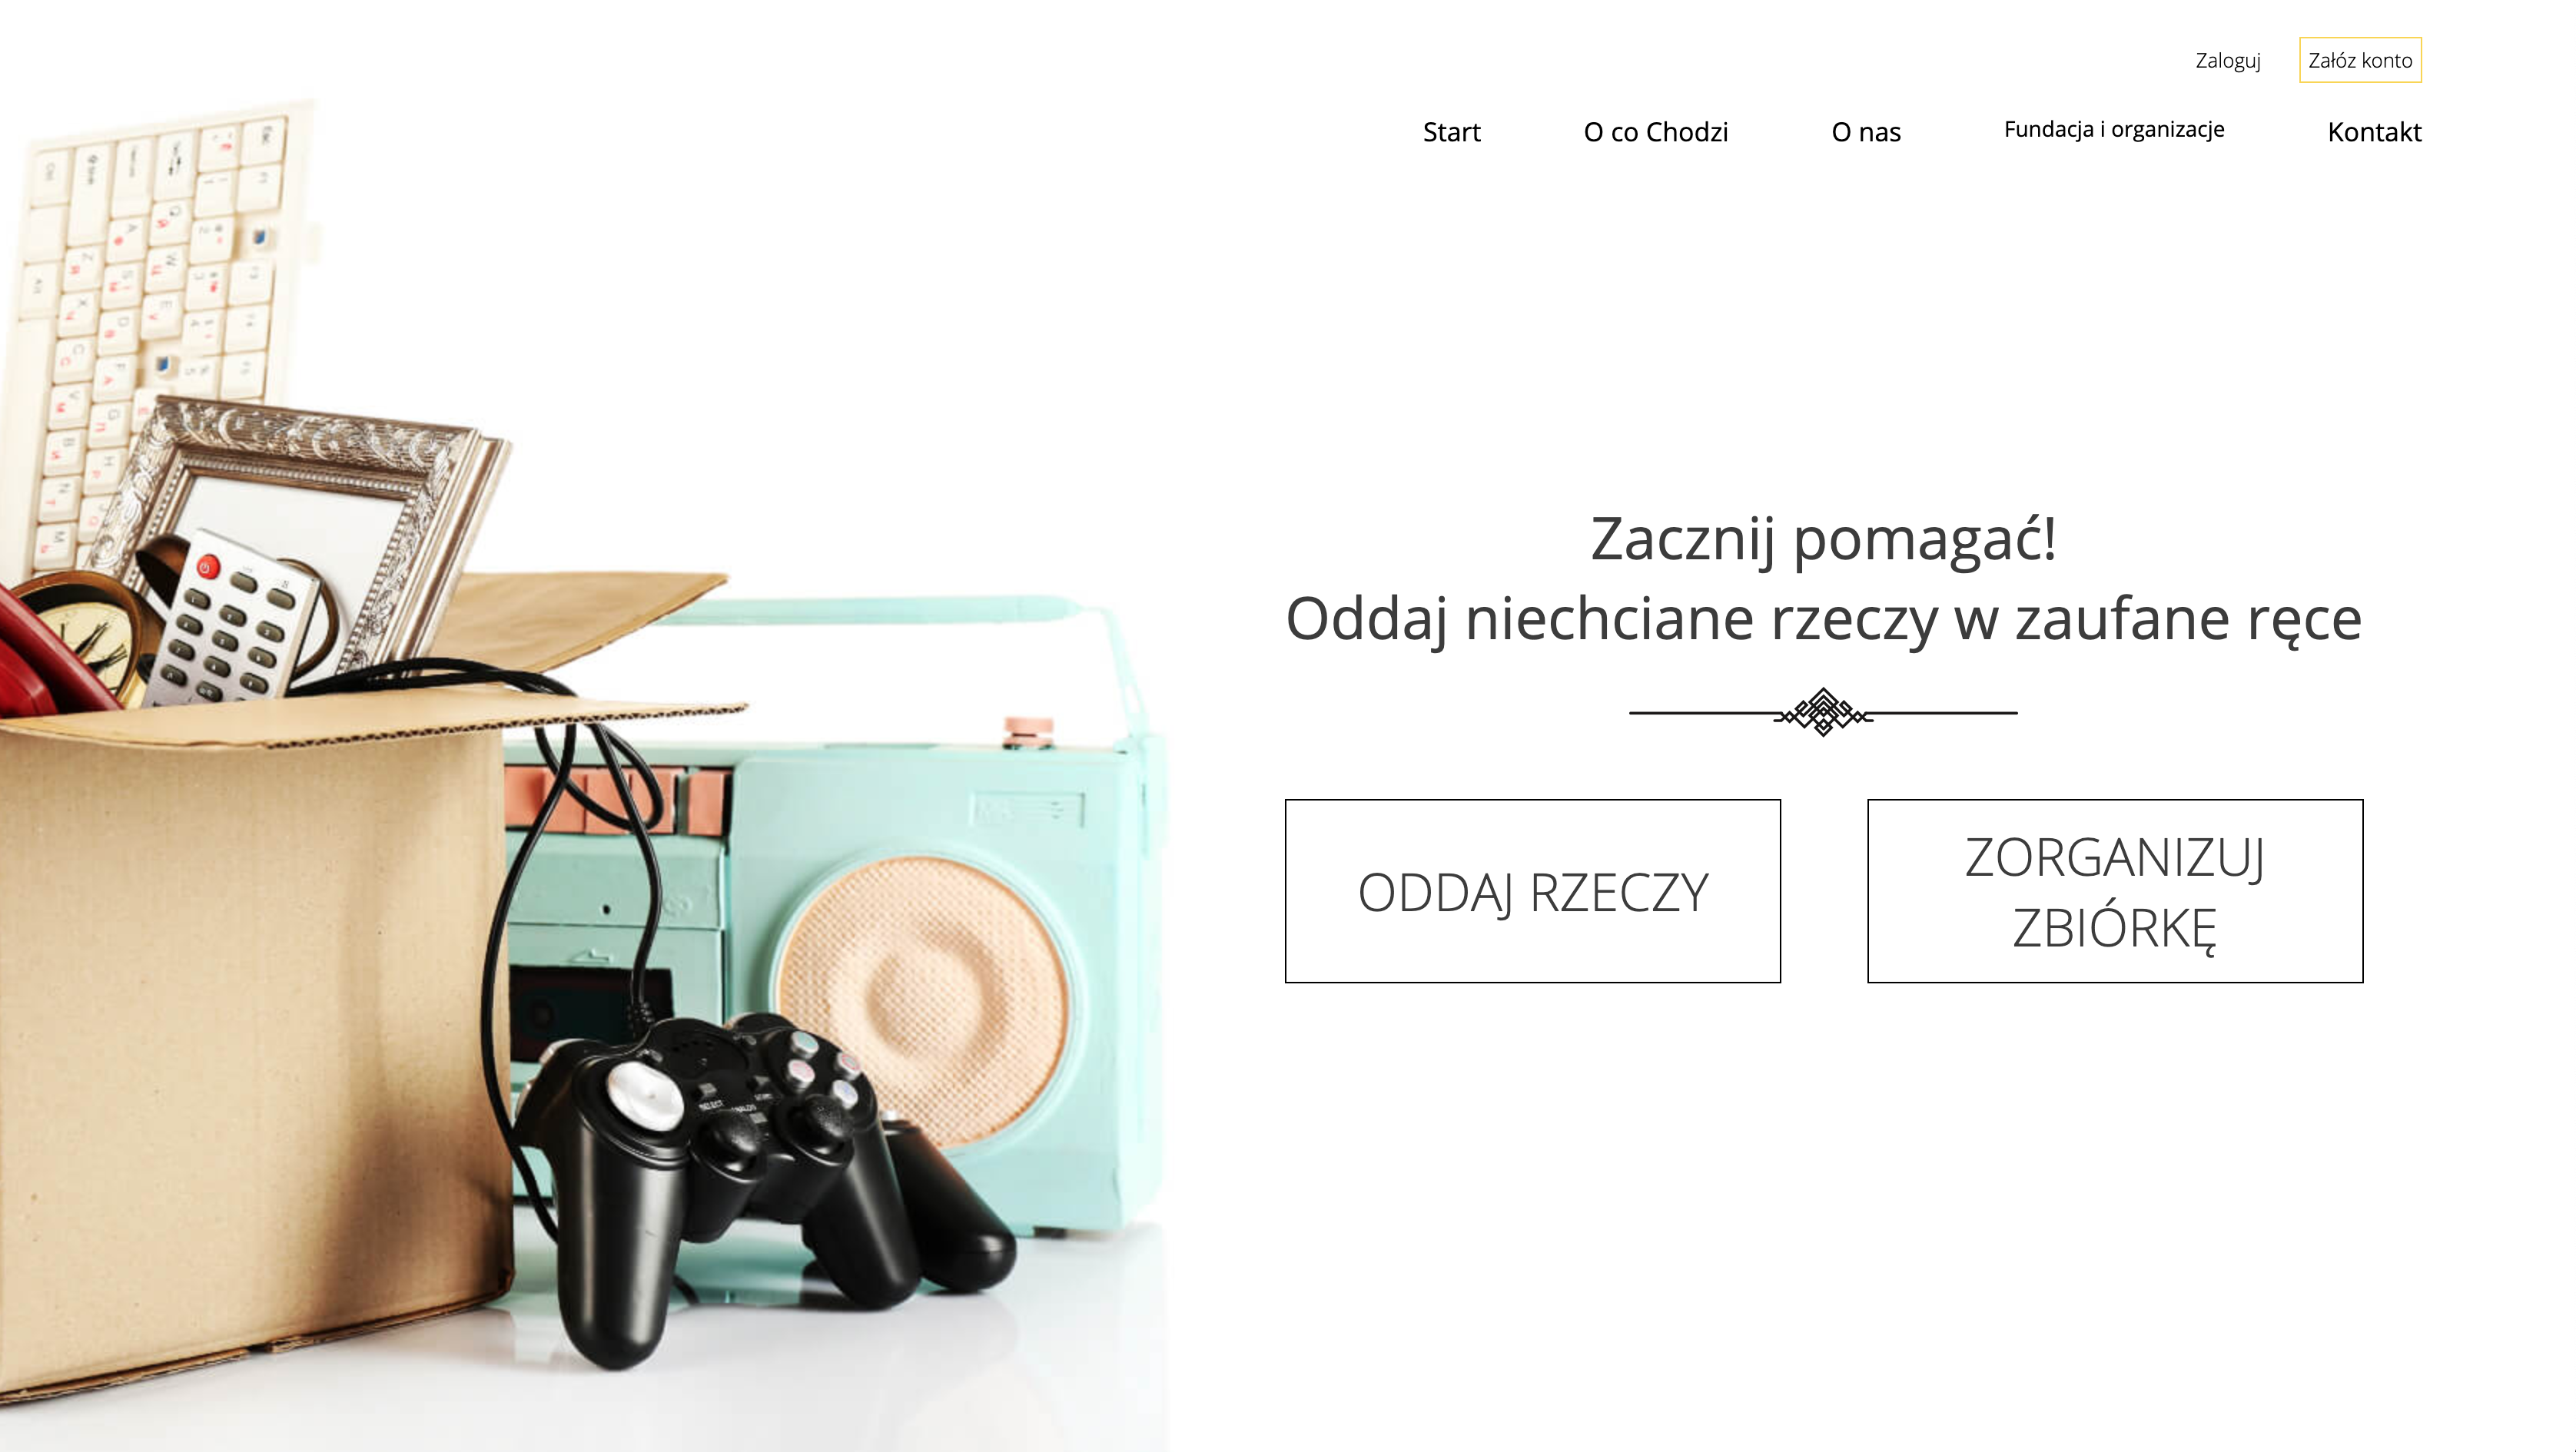 Zaloguj
Załóz konto
Start
O co Chodzi
O nas
Fundacja i organizacje
Kontakt
Zacznij pomagać!
Oddaj niechciane rzeczy w zaufane ręce
ODDAJ RZECZY
ZORGANIZUJ
ZBIÓRKĘ